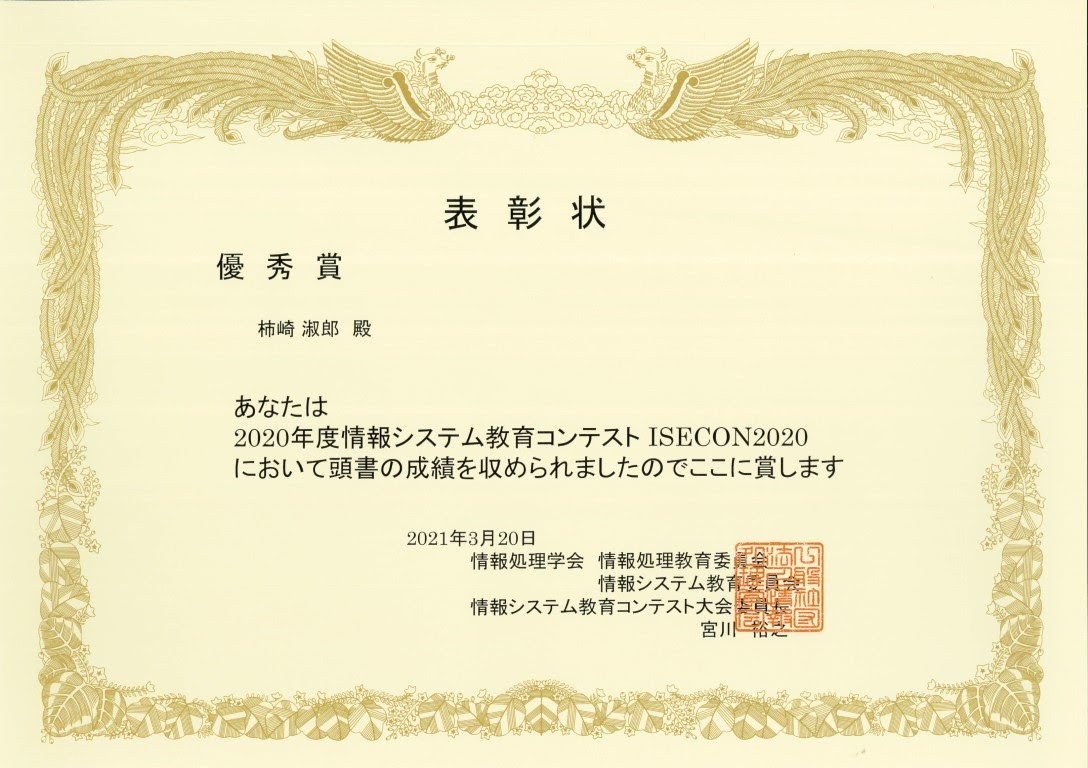 表 彰 状
優 秀 賞
柿崎 淑郎 殿
あなたは
2020年度情報システム教育コンテスト ISECON2020
において頭書の成績を収められましたのでここに賞します
2021年3月20日
情報処理学会 情報処理教育委員会
情報システム教育委員会
情報システム教育コンテスト大会委員長
宮川 裕之